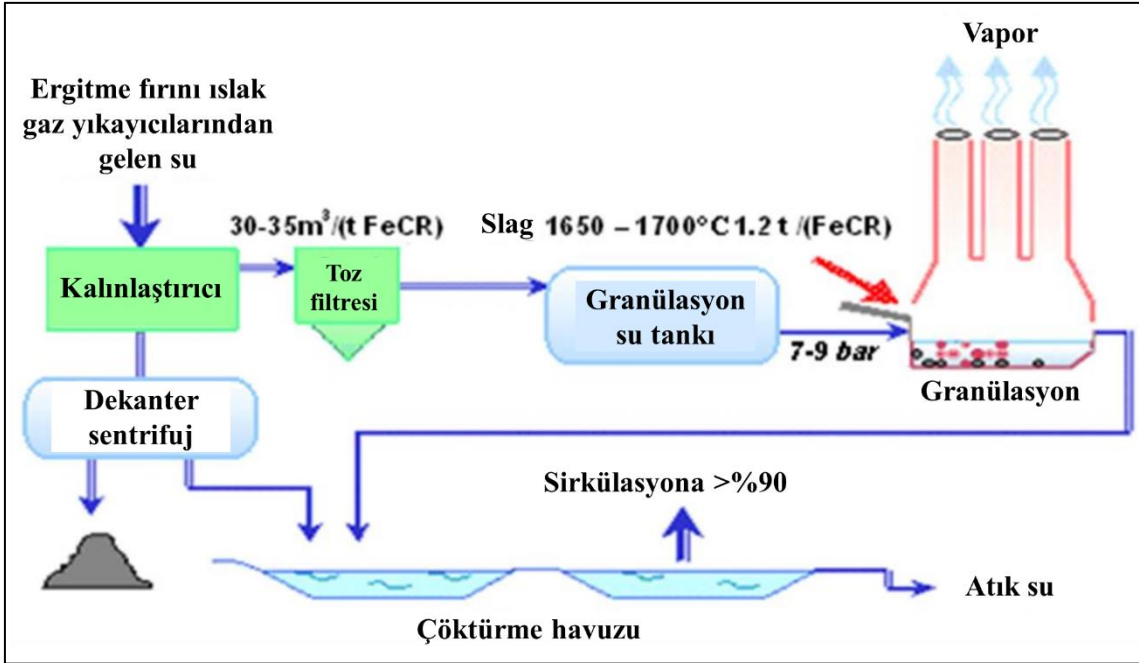 Vapor
Ergitme fırını ıslak
gaz yıkayıcılarından
gelen su
30-35m³/(t FeCR)
Slag 1650 – 1700°C 1.2 t /(FeCR)
Kalınlaştırıcı
Toz
filtresi
Granülasyon
su tankı
7-9 bar
Granülasyon
Dekanter
sentrifuj
Sirkülasyona >%90
Atık su
Çöktürme havuzu